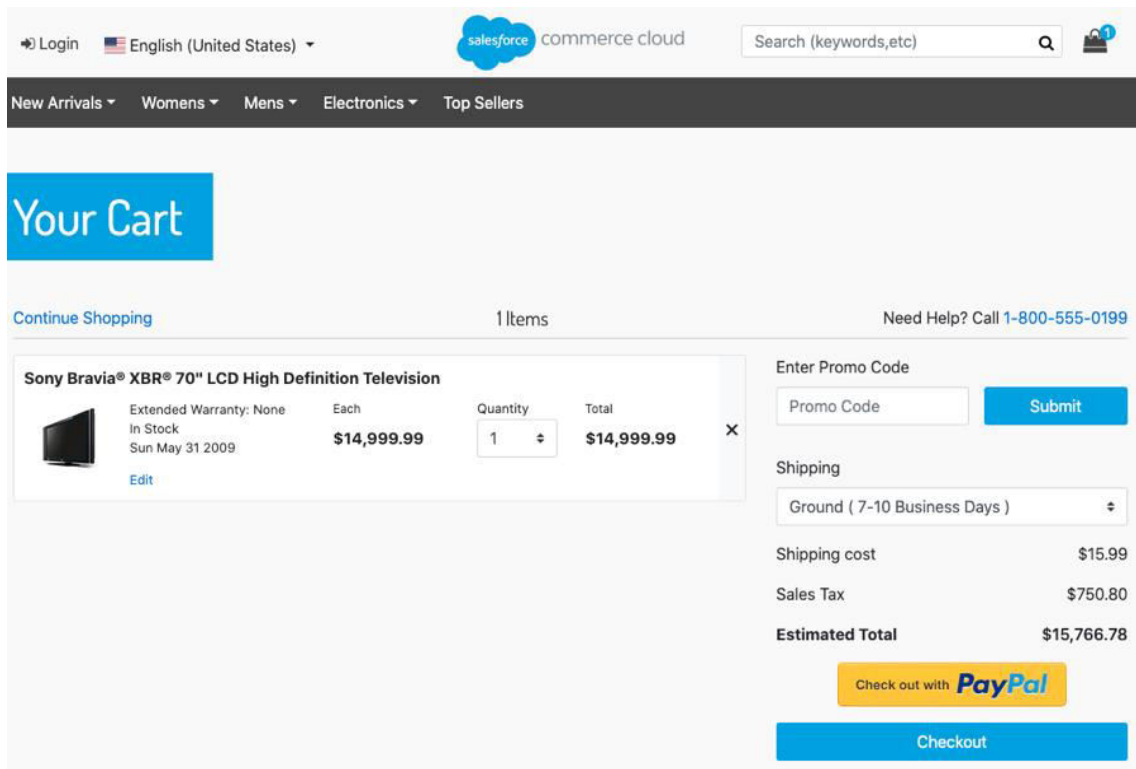 Login English (United States) salesforce commerce cloud Search (keywords,etc) 1
New Arrivals Womens Mens Electronics Top Sellers
Your Cart
Continue Shopping 1 Items Need Help? Call 1-800-555-0199
Sony Bravia® XBR® 70" LCD High Definition Television
Extended Warranty: None Each Quantity Total
In Stock
$14,999.99 1 $14,999.99
Sun May 31 2009
Edit
Enter Promo Code
Promo Code Submit
Shipping
Ground ( 7-10 Business Days )
Shipping cost $15.99
Sales Tax $750.80
Estimated Total $15,766.78
Check out with PayPal
Checkout